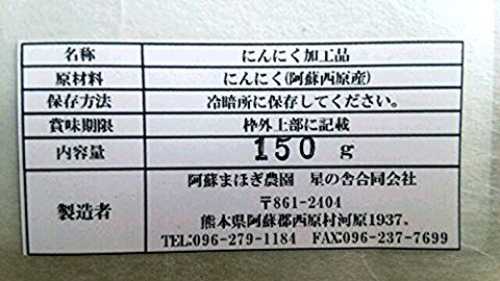 名称 にんにく加工品
原材料 にんにく(阿蘇西原産)
保存方法 冷暗所に保存してください。
賞味期限 枠外上部に記載
内容量 150 g
製造者 阿蘇まほぎ農園 星の舎合同会社
〒861-2404
熊本県阿蘇郡西原村河原1937.
TEL:096-279-1184 FAX:096-237-7699